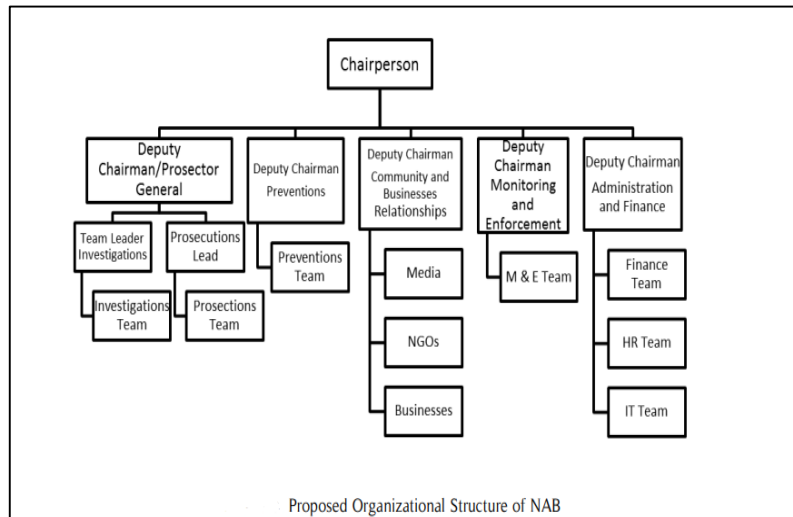 Chairperson
Deputy
Chairman/Prosector
General
Deputy Chairman
Preventions
Deputy Chairman
Community and
Businesses
Relationships
Deputy
Chairman
Monitoring
and
Enforcement
Deputy Chairman
Administration
and Finance
Team Leader
Investigations
Prosecutions
Lead
Investigations
Team
Prosections
Team
Preventions
Team
Media
NGOs
Businesses
M & E Team
Finance
Team
HR Team
IT Team
Proposed Organizational Structure of NAB